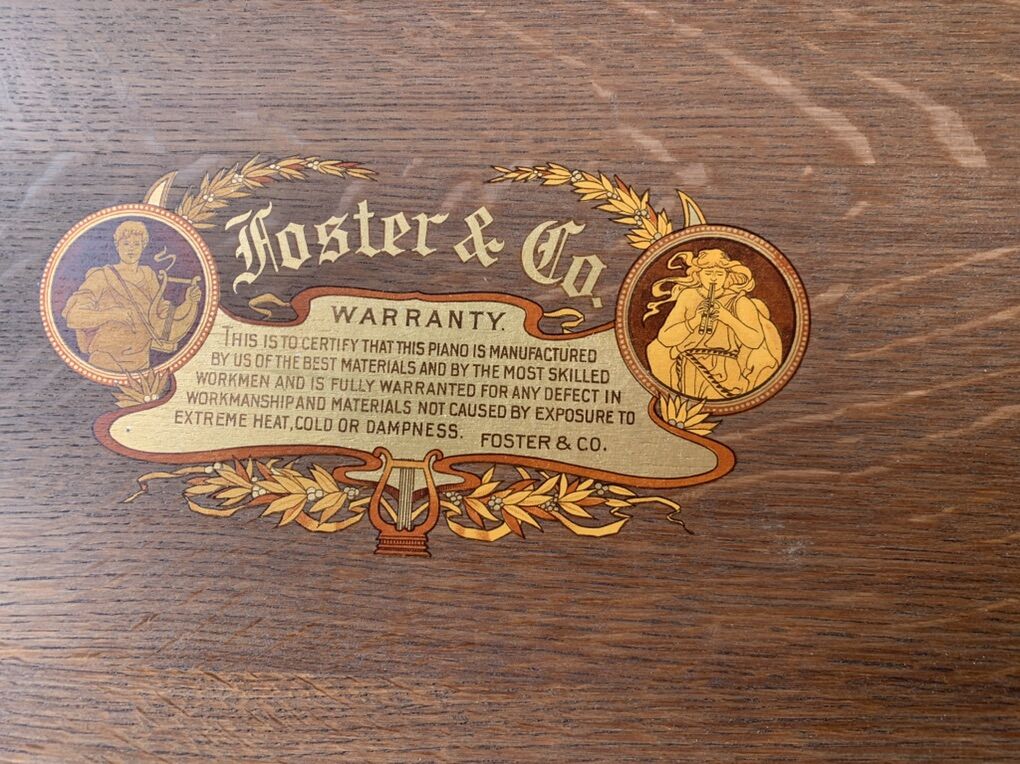 Foster & Co.
WARRANTY.
THIS IS TO CERTIFY THAT THIS PIANO IS MANUFACTURED
BY US OF THE BEST MATERIALS AND BY THE MOST SKILLED
WORKMEN AND IS FULLY WARRANTED FOR ANY DEFECT IN
WORKMANSHIP AND MATERIALS NOT CAUSED BY EXPOSURE TO
EXTREME HEAT, COLD OR DAMPNESS. FOSTER & CO.